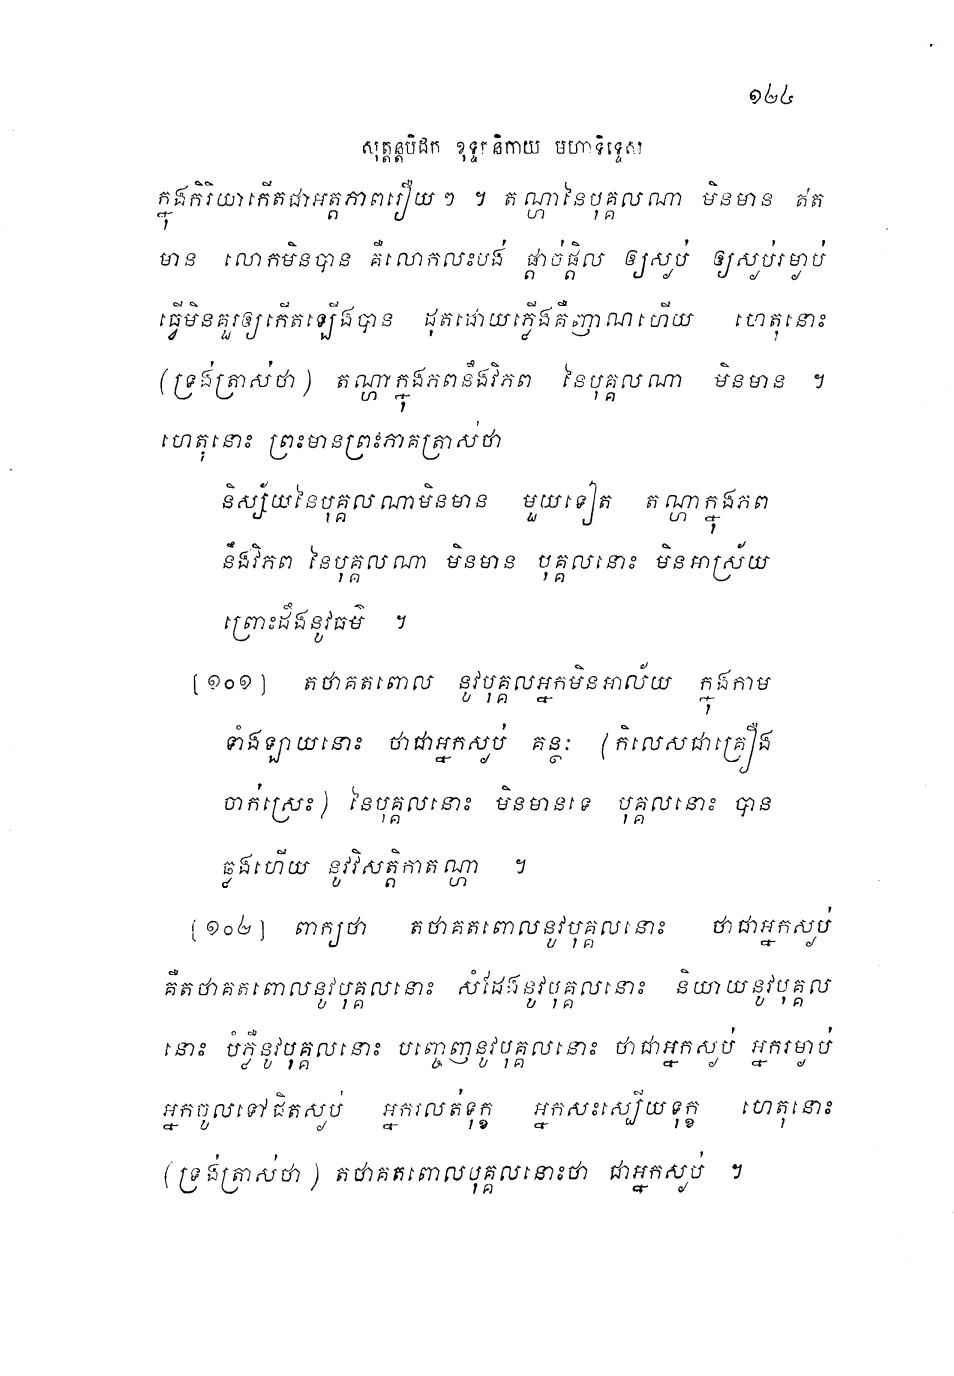 ១២៤
សុត្តន្តបិដក ខុទ្ទកនិកាយ មហានិទ្ទេស
ក្នុងកិរិយាកើតជាអត្តភាពរឿយៗ ។ តណ្ហានៃបុគ្គលណា មិនមាន ឥត
មាន លោកមិនបាន គឺលោកលះបង់ ផ្តាច់ផ្តិល ឲ្យស្ងប់ ឲ្យស្ងប់រម្ងាប់
ធ្វើមិនគួរឲ្យកើតឡើងបាន ដុតដោយភ្លើងគឺញាណហើយ ហេតុនោះ
(ទ្រង់ត្រាស់ថា) តណ្ហាក្នុងភពនឹងវិភព នៃបុគ្គលណា មិនមាន ។
ហេតុនោះ ព្រះមានព្រះភាគត្រាស់ថា
និស្ស័យនៃបុគ្គលណាមិនមាន មួយទៀត តណ្ហាក្នុងភព
នឹងវិភព នៃបុគ្គលណា មិនមាន បុគ្គលនោះ មិនអាស្រ័យ
ព្រោះដឹងនូវធម៌ ។
[១០១] តថាគតពោល នូវបុគ្គលអ្នកមិនអាល័យ ក្នុងកាម
ទាំងឡាយនោះ ថាជាអ្នកស្ងប់ គន្ថៈ (កិលេសជាគ្រឿង
ចាក់ស្រេះ) នៃបុគ្គលនោះ មិនមានទេ បុគ្គលនោះ បាន
ឆ្លងហើយ នូវវិសត្តិកាតណ្ហា ។
[១០២] ពាក្យថា តថាគតពោលនូវបុគ្គលនោះ ថាជាអ្នកស្ងប់
គឺតថាគតពោលនូវបុគ្គលនោះ សំដែងនូវបុគ្គលនោះ និយាយនូវបុគ្គល
នោះ បំភ្លឺនូវបុគ្គលនោះ បញ្ចេញនូវបុគ្គលនោះ ថាជាអ្នកស្ងប់ អ្នករម្ងាប់
អ្នកចូលទៅជិតស្ងប់ អ្នករលត់ទុក្ខ អ្នកសះស្បើយទុក្ខ ហេតុនោះ
(ទ្រង់ត្រាស់ថា) តថាគតពោលបុគ្គលនោះថា ជាអ្នកស្ងប់ ។